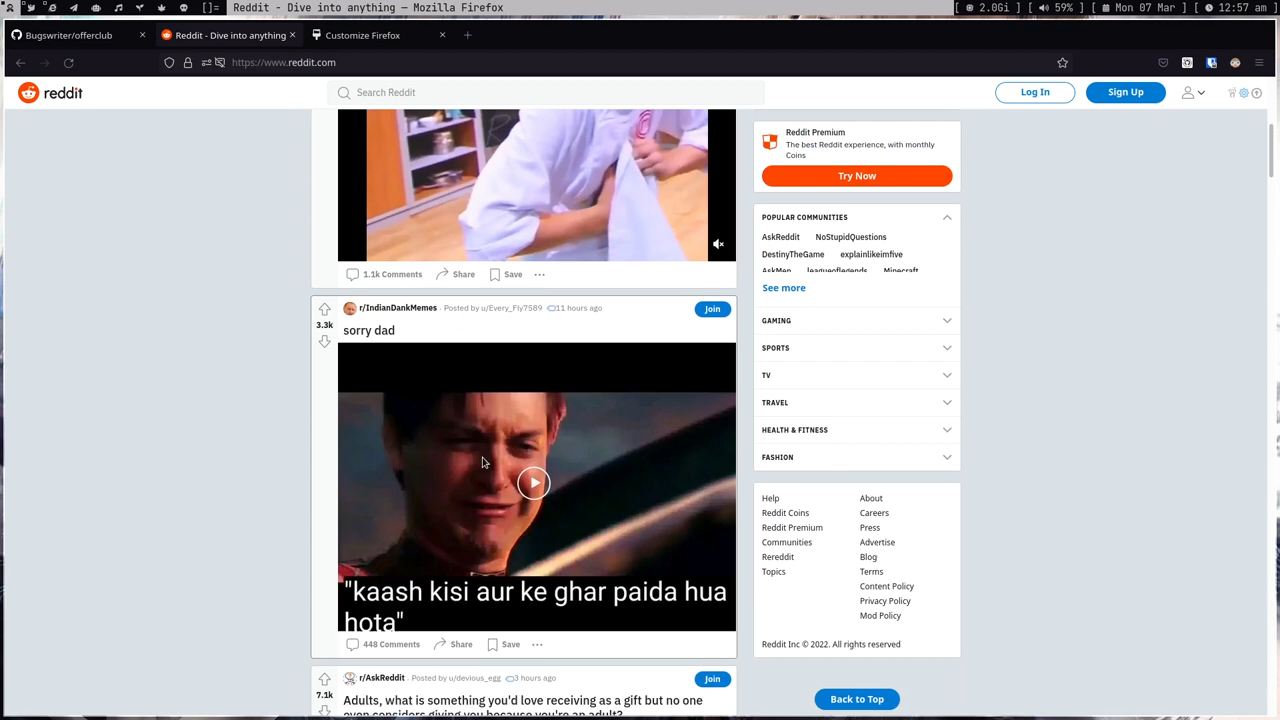 Reddit - Dive into anything — Mozilla Firefox
[]=
[ 2.0Gi ] [ 59% ] [ Mon 07 Mar ] [ 12:57 am ]
Bugswriter/offerclub
Reddit - Dive into anything
Customize Firefox
https://www.reddit.com
reddit
Search Reddit
Log In
Sign Up
1.1k Comments Share Save
r/IndianDankMemes · Posted by u/Every_Fly7589 11 hours ago
Join
3.3k
sorry dad
"kaash kisi aur ke ghar paida hua
hota"
448 Comments Share Save
r/AskReddit · Posted by u/devious_egg 3 hours ago
Join
7.1k
Adults, what is something you'd love receiving as a gift but no one
even considers giving you because you're an adult?
Reddit Premium
The best Reddit experience, with monthly
Coins
Try Now
POPULAR COMMUNITIES
AskReddit NoStupidQuestions
DestinyTheGame explainlikeimfive
AskMen leagueoflegends Minecraft
See more
GAMING
SPORTS
TV
TRAVEL
HEALTH & FITNESS
FASHION
Help About
Reddit Coins Careers
Reddit Premium Press
Communities Advertise
Rereddit Blog
Topics Terms
Content Policy
Privacy Policy
Mod Policy
Reddit Inc © 2022. All rights reserved
Back to Top